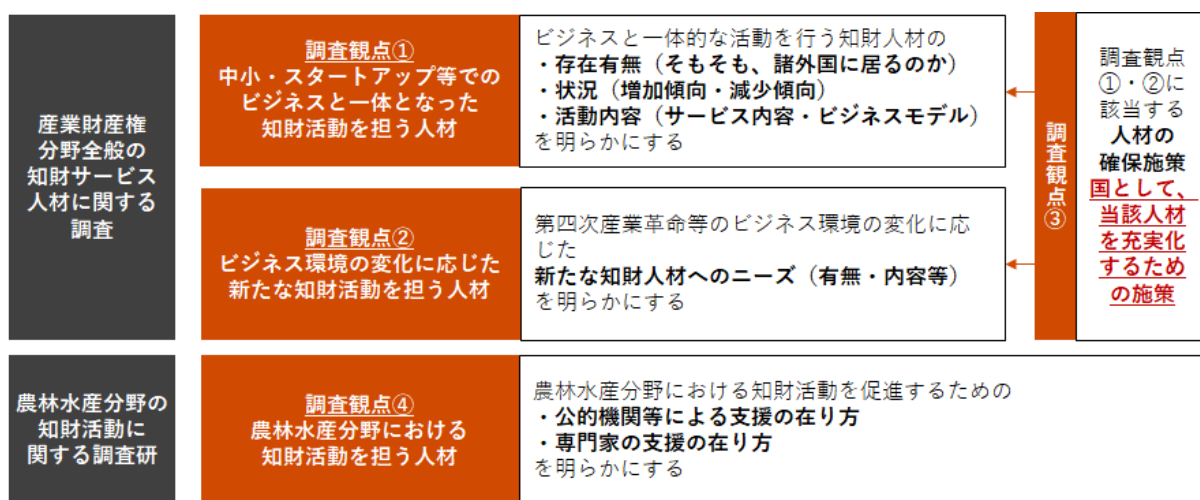 産業財産権
分野全般の
知財サービス
人材に関する
調査
調査観点①
中小・スタートアップ等での
ビジネスと一体となった
知財活動を担う人材
ビジネスと一体的な活動を行う知財人材の
・存在有無（そもそも、諸外国に居るのか）
・状況（増加傾向・減少傾向）
・活動内容（サービス内容・ビジネスモデル）
を明らかにする
調査観点②
ビジネス環境の変化に応じた
新たな知財活動を担う人材
第四次産業革命等のビジネス環境の変化に応
じた
新たな知財人材へのニーズ（有無・内容等）
を明らかにする
調査観点③
調査観点
①・②に
該当する
人材の
確保施策
国として、
当該人材
を充実化
するため
の施策
農林水産分野の
知財活動に
関する調査研
調査観点④
農林水産分野における
知財活動を担う人材
農林水産分野における知財活動を促進するための
・公的機関等による支援の在り方
・専門家の支援の在り方
を明らかにする